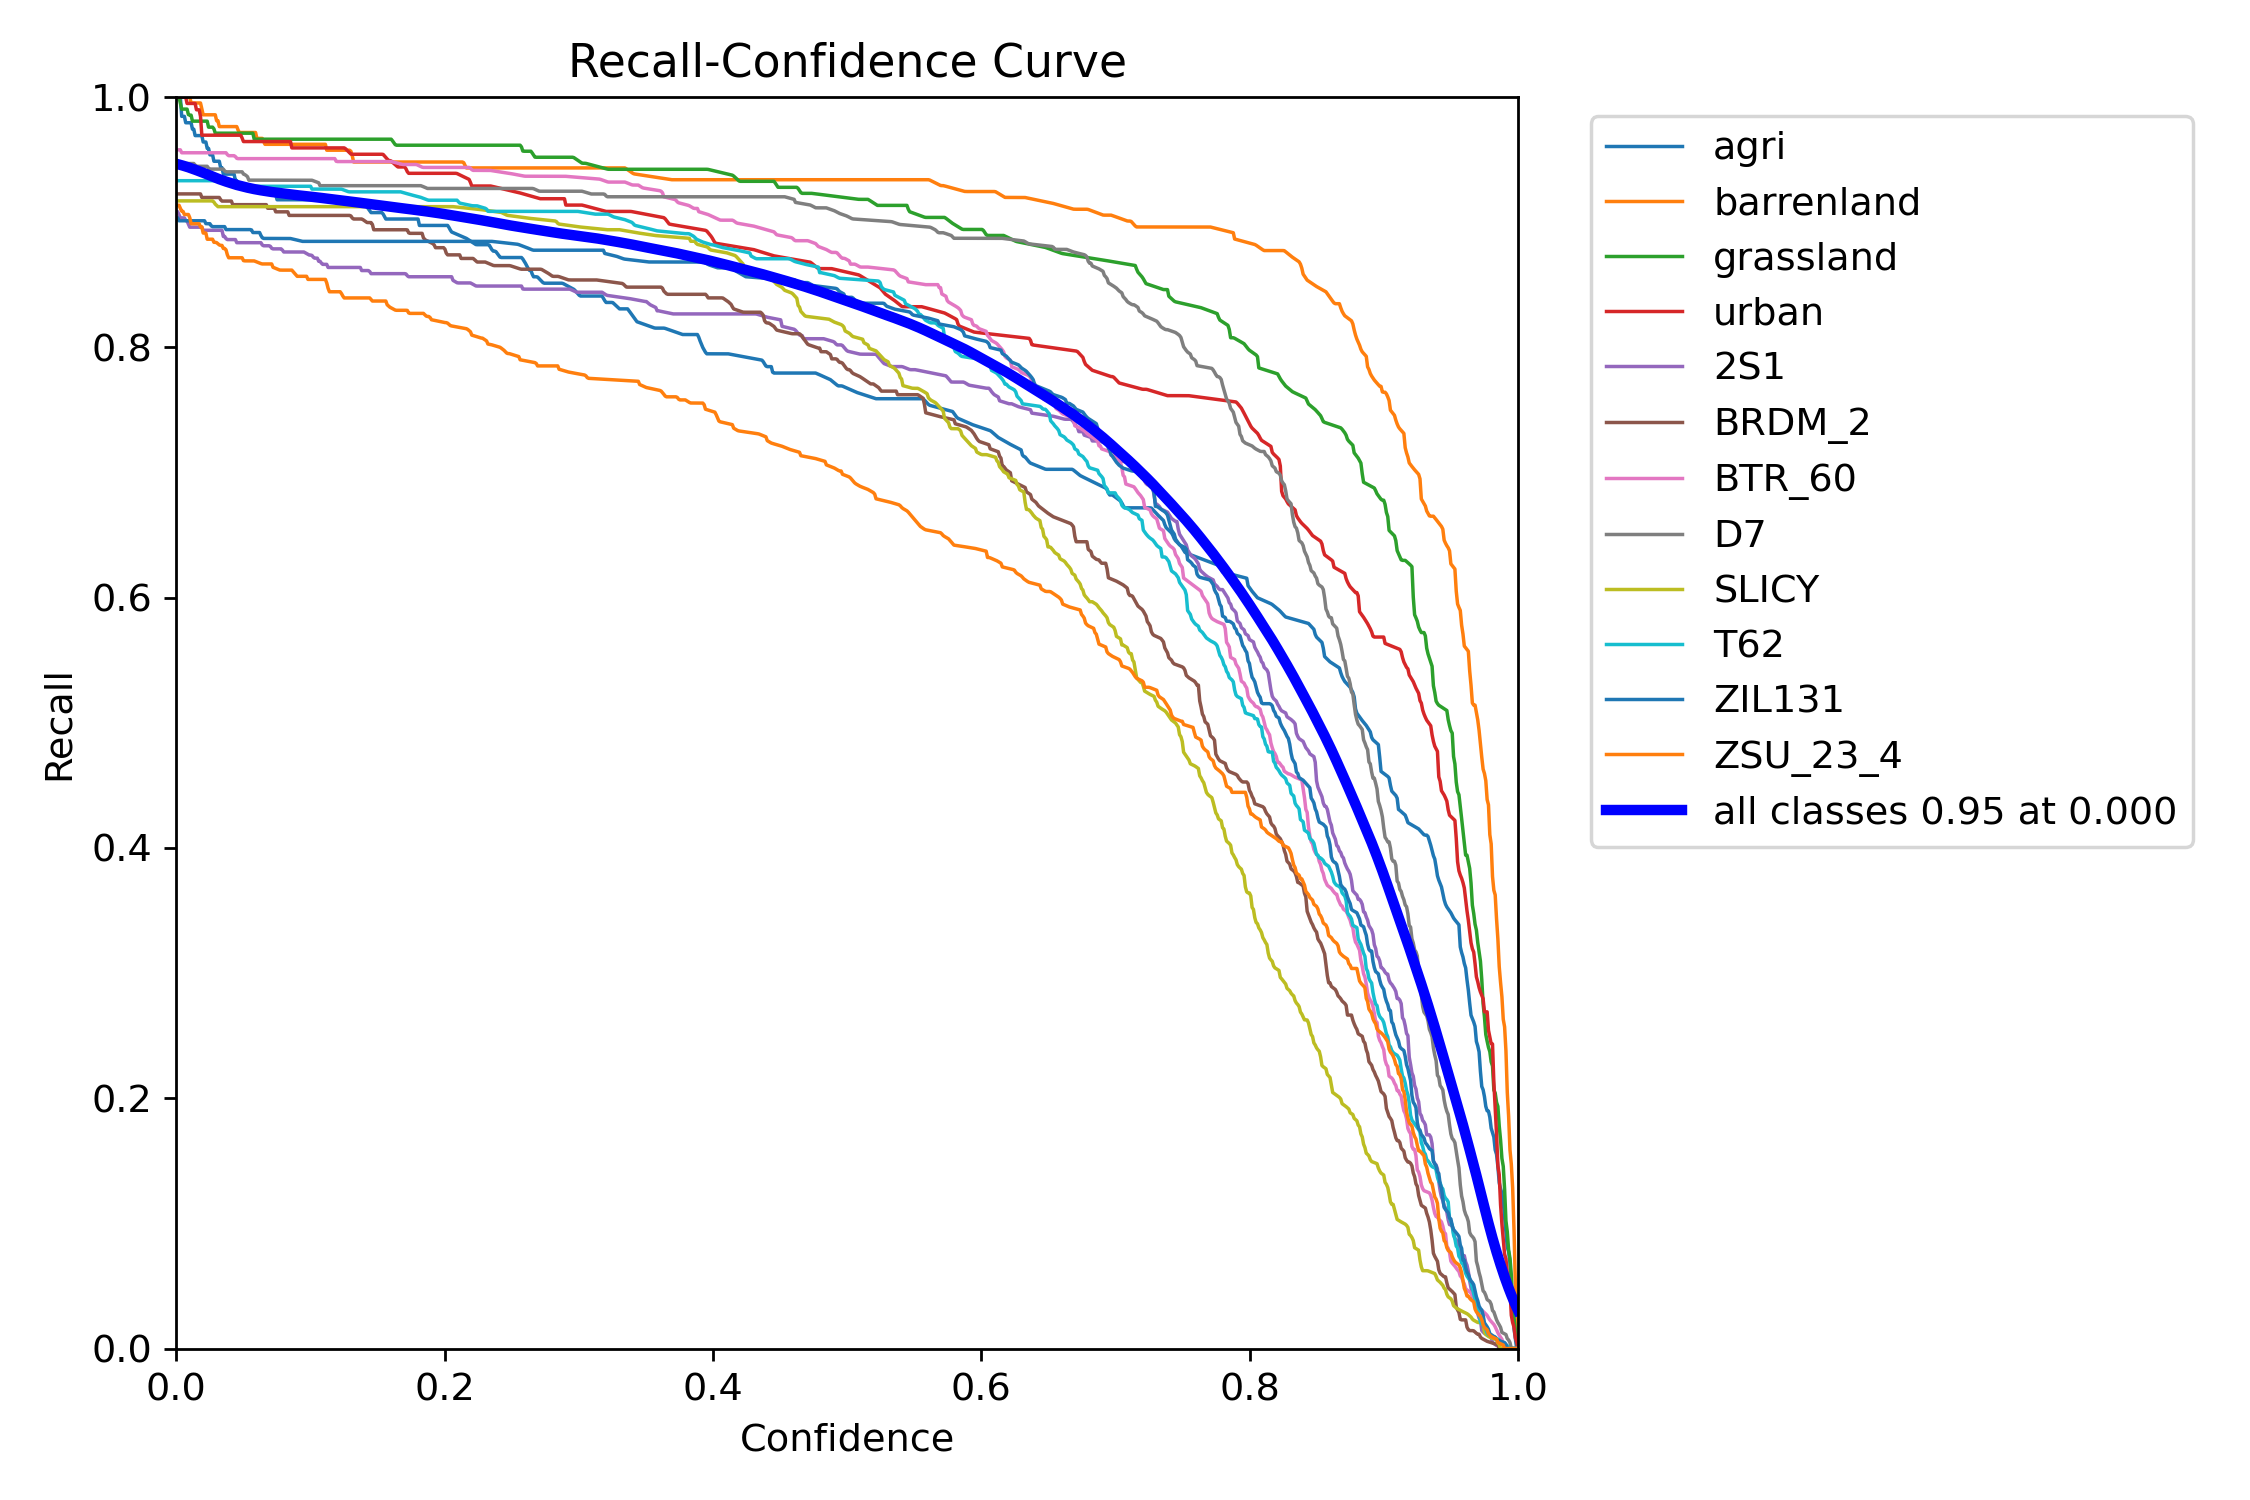 Recall-Confidence Curve
1.0
0.8
0.6
0.4
0.2
0.0
Recall
0.0 0.2 0.4 0.6 0.8 1.0
Confidence
agri
barrenland
grassland
urban
2S1
BRDM_2
BTR_60
D7
SLICY
T62
ZIL131
ZSU_23_4
all classes 0.95 at 0.000